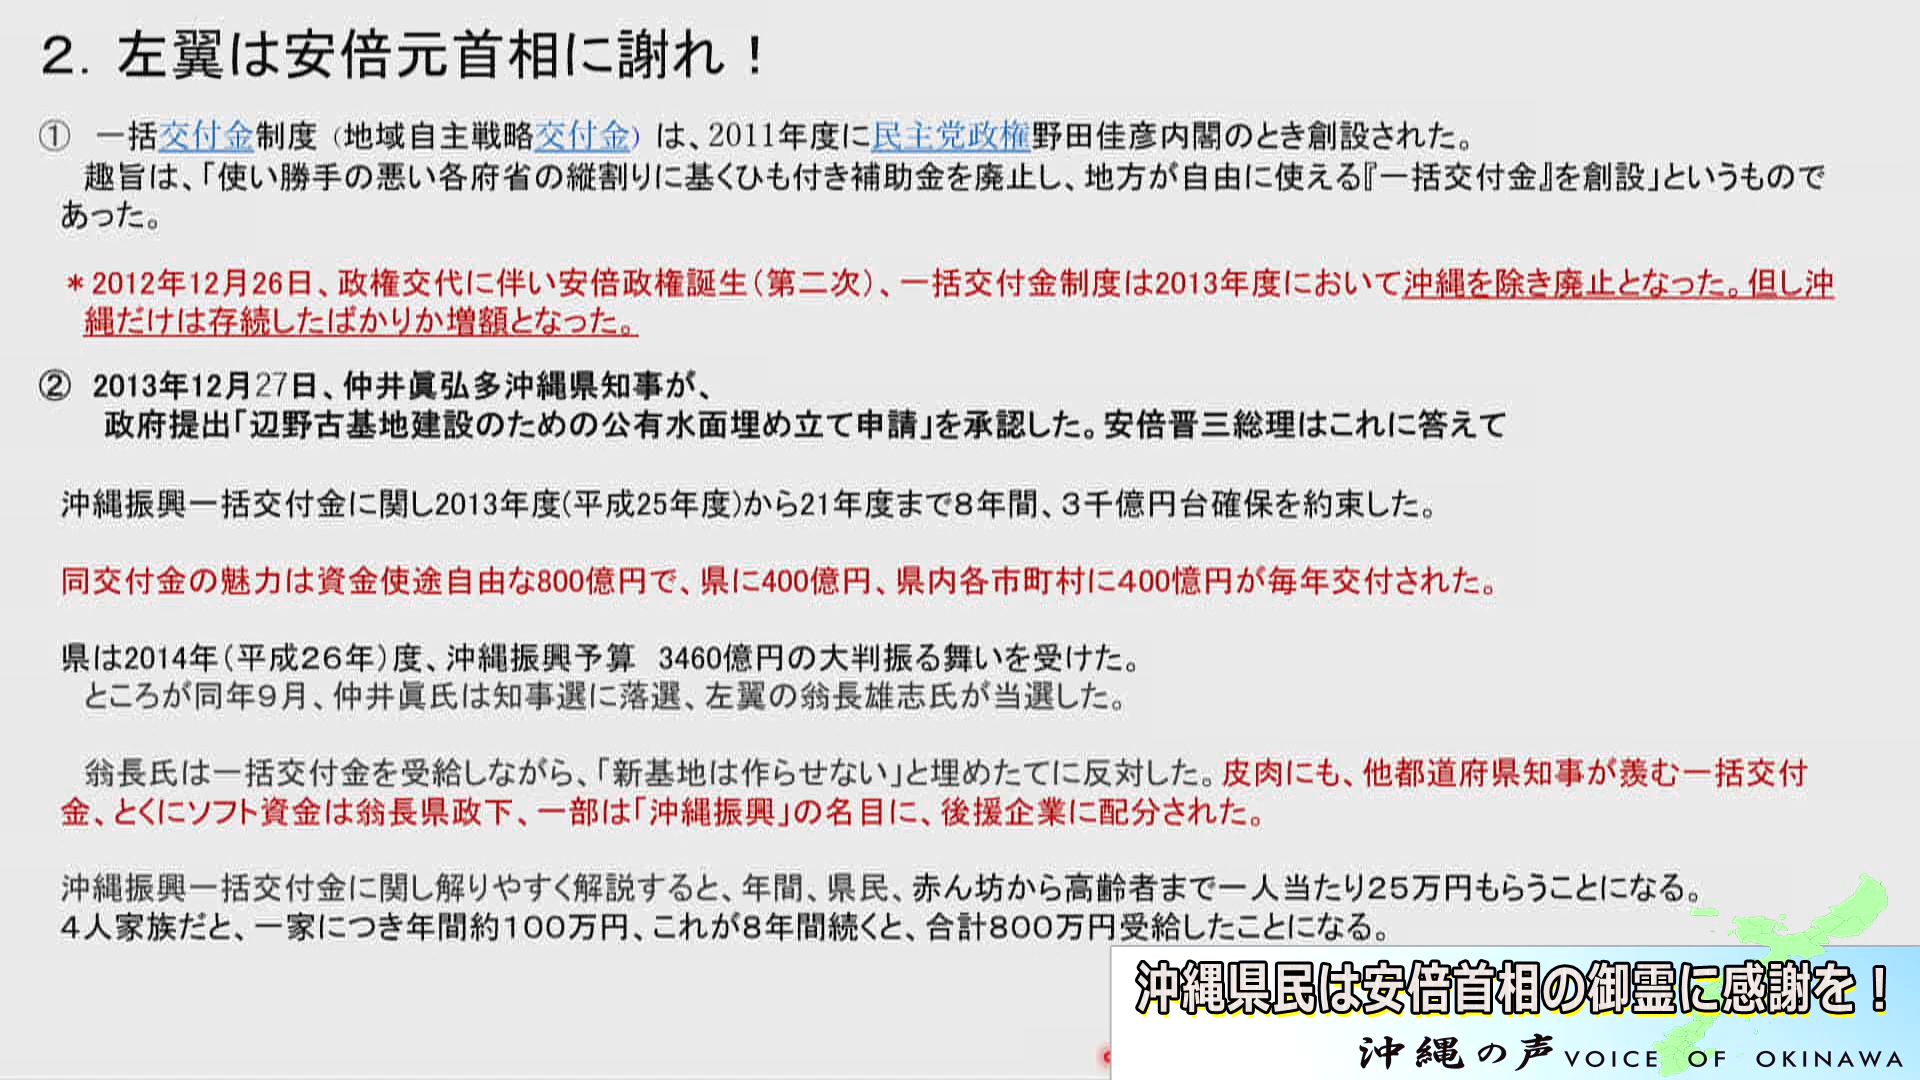 ２．左翼は安倍元首相に謝れ！
①　一括交付金制度（地域自主戦略交付金）は、2011年度に民主党政権野田佳彦内閣のとき創設された。
趣旨は、「使い勝手の悪い各府省の縦割りに基くひも付き補助金を廃止し、地方が自由に使える『一括交付金』を創設」というもので
あった。
＊2012年12月26日、政権交代に伴い安倍政権誕生（第二次）、一括交付金制度は2013年度において沖縄を除き廃止となった。但し沖
縄だけは存続したばかりか増額となった。
②　2013年12月27日、仲井眞弘多沖縄県知事が、
政府提出「辺野古基地建設のための公有水面埋め立て申請」を承認した。安倍晋三総理はこれに答えて
沖縄振興一括交付金に関し2013年度(平成25年度)から21年度まで８年間、３千億円台確保を約束した。
同交付金の魅力は資金使途自由な800億円で、県に400億円、県内各市町村に４00憶円が毎年交付された。
県は2014年（平成２６年）度、沖縄振興予算　3460億円の大判振る舞いを受けた。
ところが同年９月、仲井眞氏は知事選に落選、左翼の翁長雄志氏が当選した。
翁長氏は一括交付金を受給しながら、「新基地は作らせない」と埋めたてに反対した。皮肉にも、他都道府県知事が羨む一括交付
金、とくにソフト資金は翁長県政下、一部は「沖縄振興」の名目に、後援企業に配分された。
沖縄振興一括交付金に関し解りやすく解説すると、年間、県民、赤ん坊から高齢者まで一人当たり２５万円もらうことになる。
４人家族だと、一家につき年間約１００万円、これが８年間続くと、合計８００万円受給したことになる。
沖縄県民は安倍首相の御霊に感謝を！
沖縄の声 VOICE OF OKINAWA